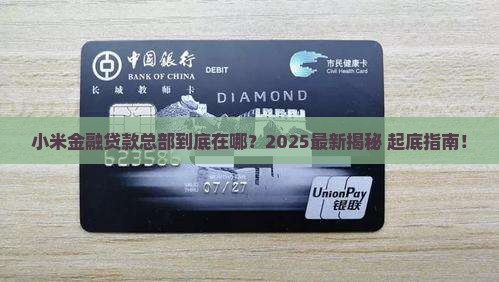 中国银行
BANK OF CHINA
DEBIT
市民健康卡
Civil Health Card
长城教师卡
DIAMOND
小米金融贷款总部到底在哪？2025最新揭秘 起底指南！
623586
07/27
UnionPay
银联